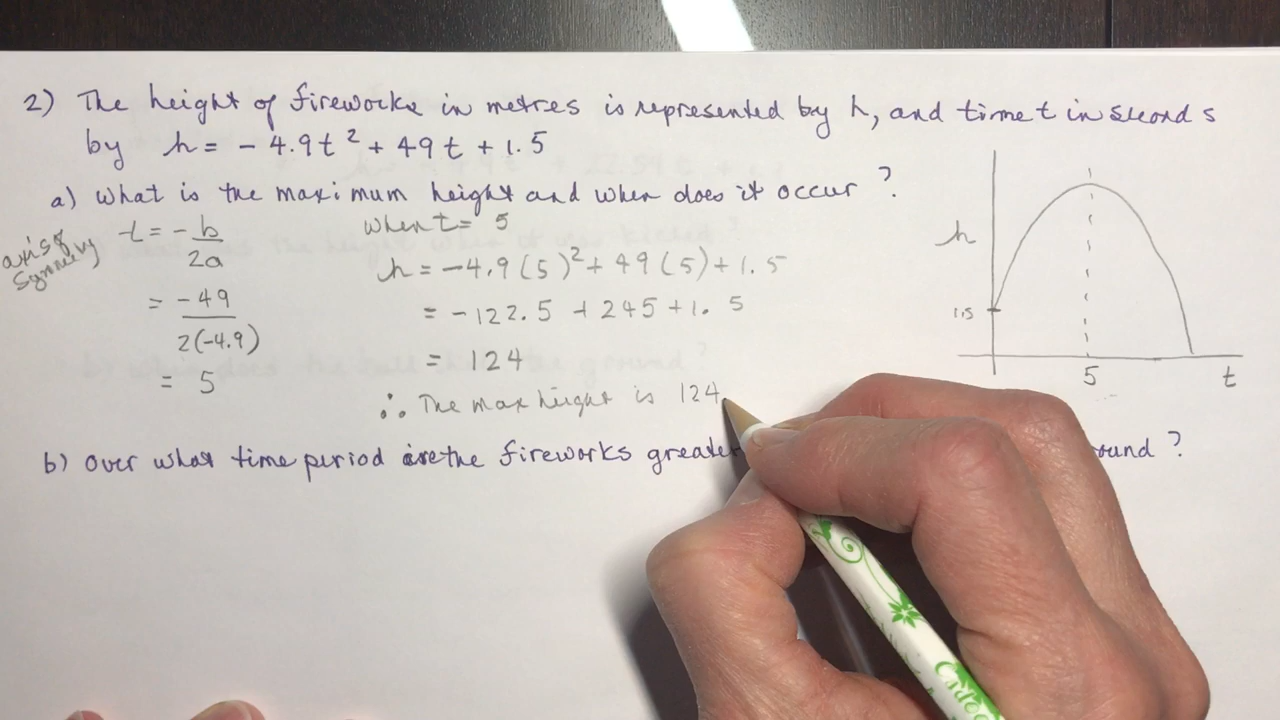 2) The height of fireworks in metres is represented by h, and time t in seconds
by h = - 4.9t² + 49t + 1.5
a) What is the maximum height and when does it occur ?
axis of
symmetry
t = - b
2a
= -49
2(-4.9)
= 5
when t = 5
h = -4.9(5)² + 49(5) + 1.5
= -122.5 + 245 + 1.5
= 124
∴ The max height is 124
h
1.5
5
t
b) over what time period are the fireworks greater ound ?